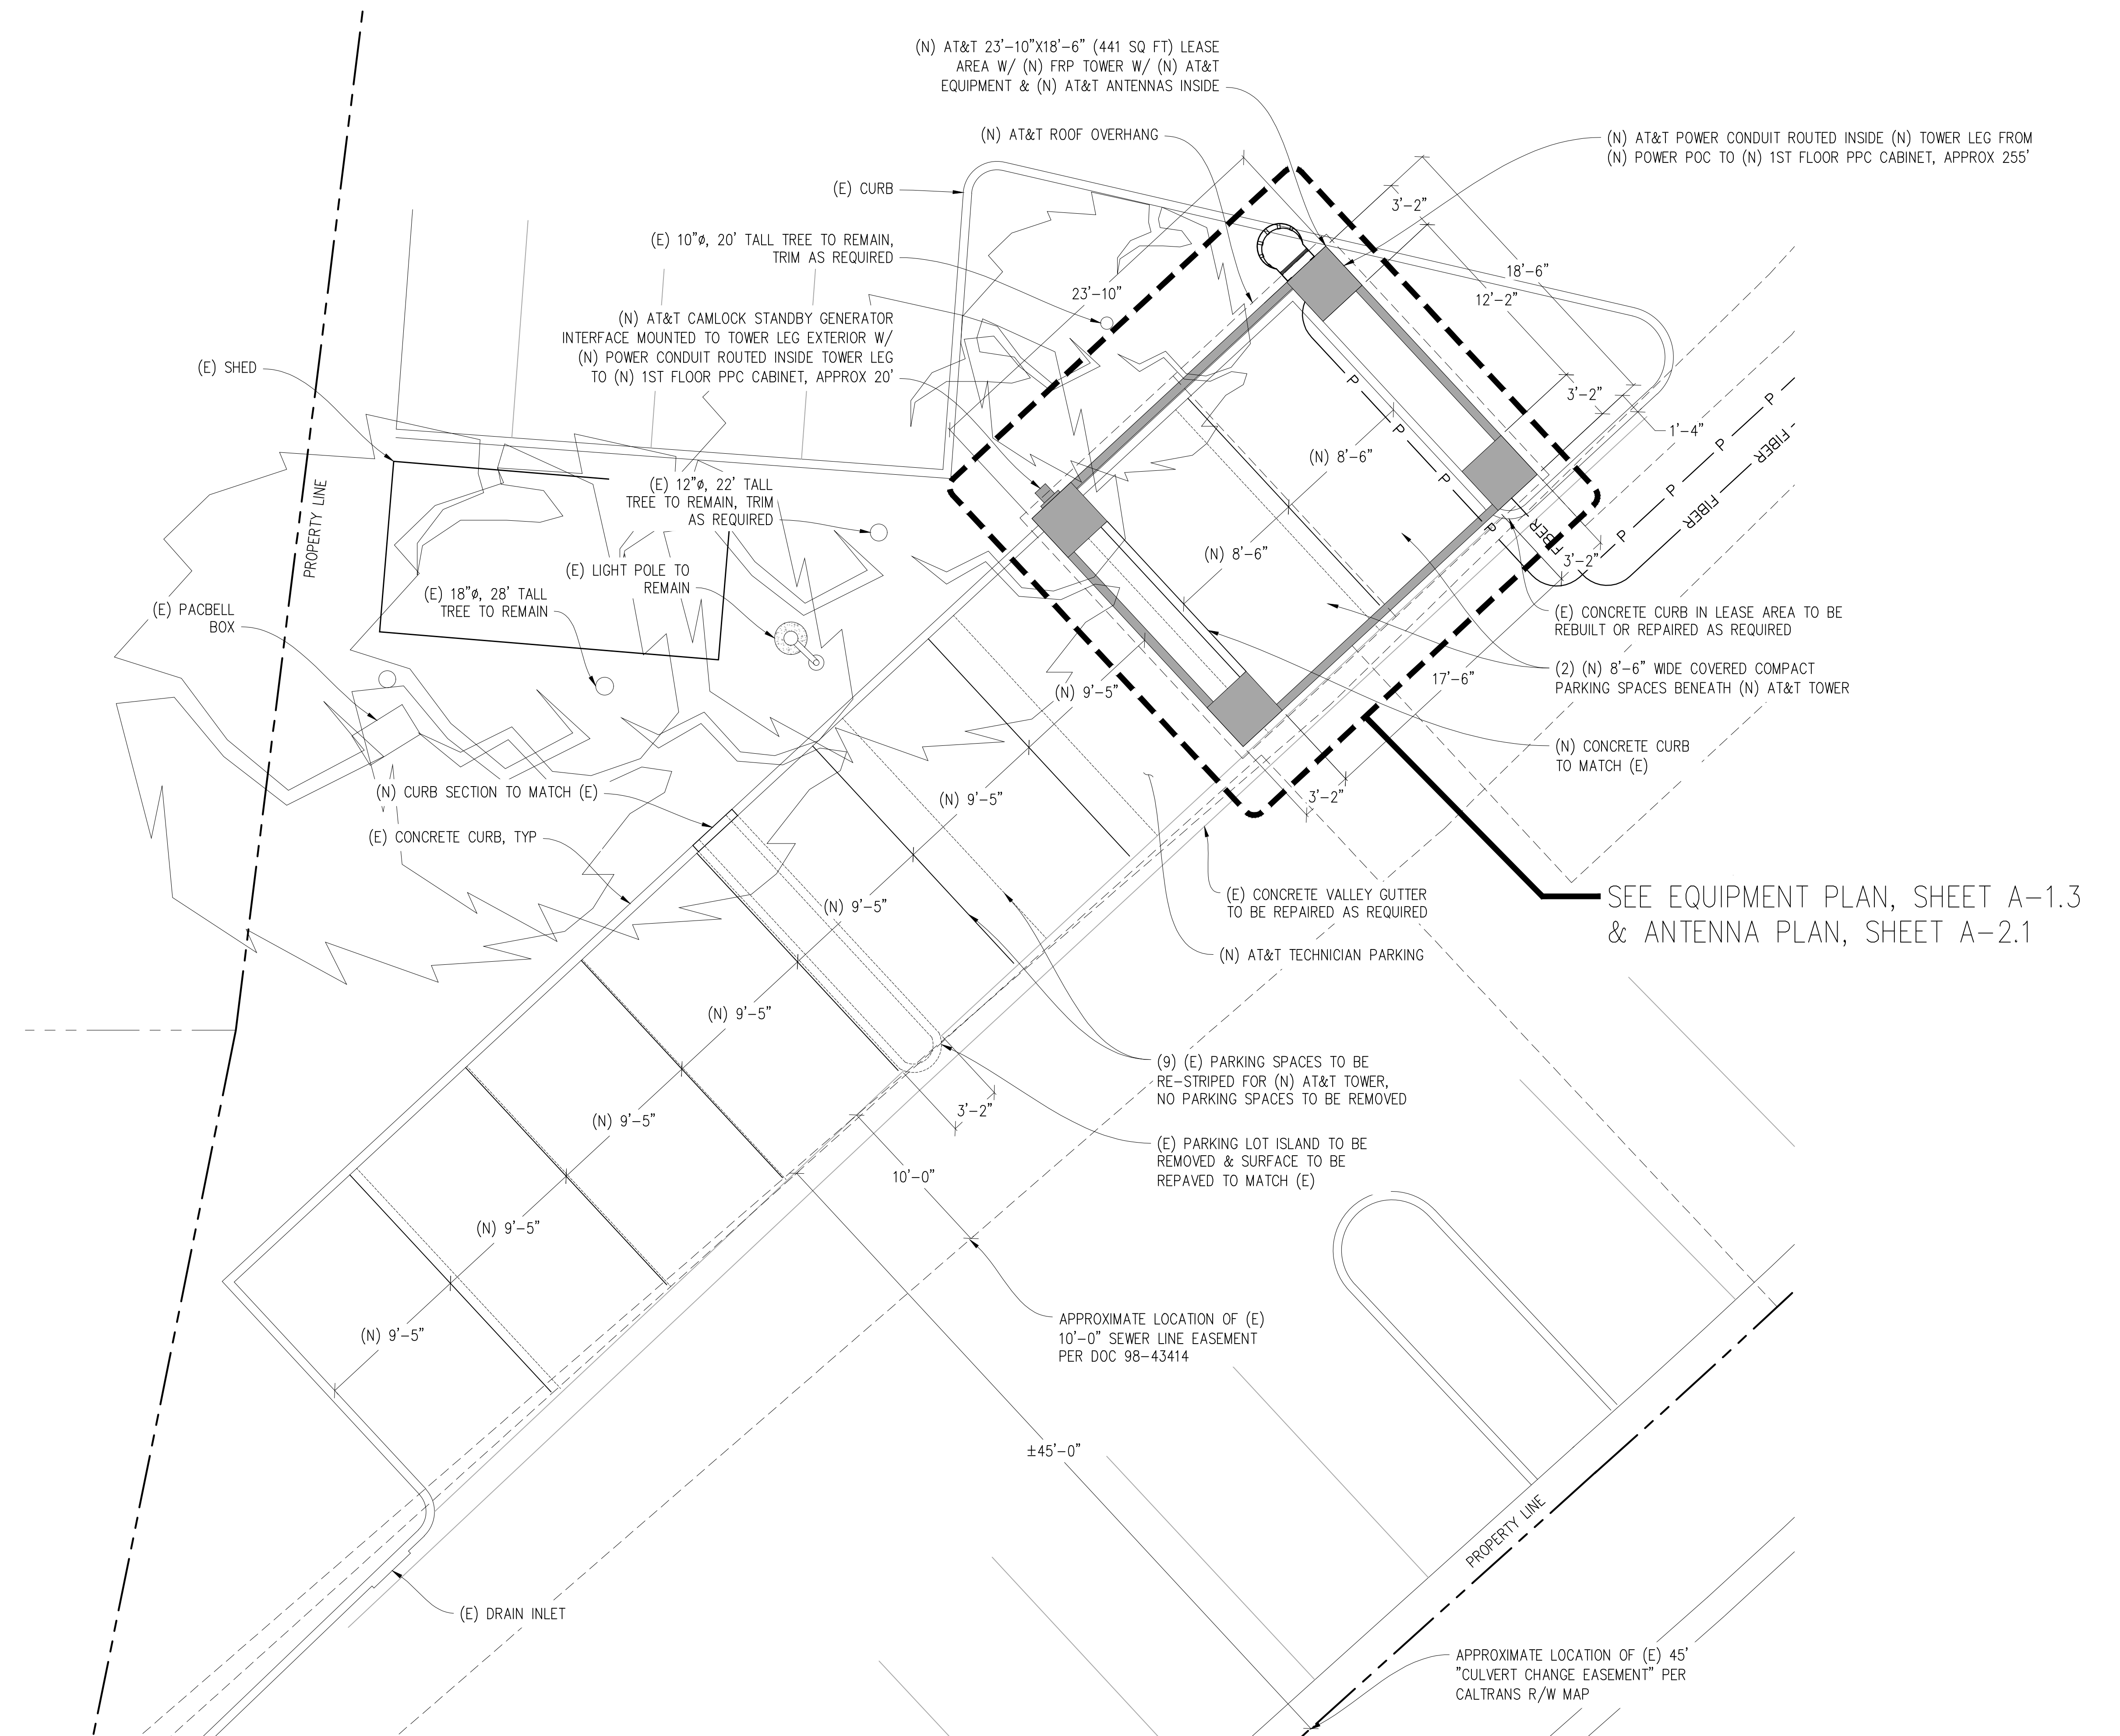 (N) AT&T 23'-10"X18'-6" (441 SQ FT) LEASE
AREA W/ (N) FRP TOWER W/ (N) AT&T
EQUIPMENT & (N) AT&T ANTENNAS INSIDE
(N) AT&T ROOF OVERHANG
(N) AT&T POWER CONDUIT ROUTED INSIDE (N) TOWER LEG FROM
(N) POWER POC TO (N) 1ST FLOOR PPC CABINET, APPROX 255'
(E) CURB
(E) 10"ø, 20' TALL TREE TO REMAIN,
TRIM AS REQUIRED
(N) AT&T CAMLOCK STANDBY GENERATOR
INTERFACE MOUNTED TO TOWER LEG EXTERIOR W/
(N) POWER CONDUIT ROUTED INSIDE TOWER LEG
TO (N) 1ST FLOOR PPC CABINET, APPROX 20'
(E) SHED
3'-2"
18'-6"
12'-2"
23'-10"
3'-2"
1'-4"
P
P
P
P
P
P
P
P
P
P
FIBER
FIBER
FIBER
FIBER
(N) 8'-6"
(N) 8'-6"
3'-2"
PROPERTY LINE
(E) 12"ø, 22' TALL
TREE TO REMAIN, TRIM
AS REQUIRED
(E) LIGHT POLE TO
REMAIN
(E) 18"ø, 28' TALL
TREE TO REMAIN
(E) PACBELL
BOX
(E) CONCRETE CURB IN LEASE AREA TO BE
REBUILT OR REPAIRED AS REQUIRED
(2) (N) 8'-6" WIDE COVERED COMPACT
PARKING SPACES BENEATH (N) AT&T TOWER
17'-6"
(N) CONCRETE CURB
TO MATCH (E)
3'-2"
(N) 9'-5"
(N) 9'-5"
(N) CURB SECTION TO MATCH (E)
(E) CONCRETE CURB, TYP
SEE EQUIPMENT PLAN, SHEET A-1.3
& ANTENNA PLAN, SHEET A-2.1
(E) CONCRETE VALLEY GUTTER
TO BE REPAIRED AS REQUIRED
(N) AT&T TECHNICIAN PARKING
(N) 9'-5"
(N) 9'-5"
(9) (E) PARKING SPACES TO BE
RE-STRIPED FOR (N) AT&T TOWER,
NO PARKING SPACES TO BE REMOVED
3'-2"
(N) 9'-5"
(E) PARKING LOT ISLAND TO BE
REMOVED & SURFACE TO BE
REPAVED TO MATCH (E)
10'-0"
(N) 9'-5"
(N) 9'-5"
APPROXIMATE LOCATION OF (E)
10'-0" SEWER LINE EASEMENT
PER DOC 98-43414
±45'-0"
PROPERTY LINE
(E) DRAIN INLET
APPROXIMATE LOCATION OF (E) 45'
"CULVERT CHANGE EASEMENT" PER
CALTRANS R/W MAP